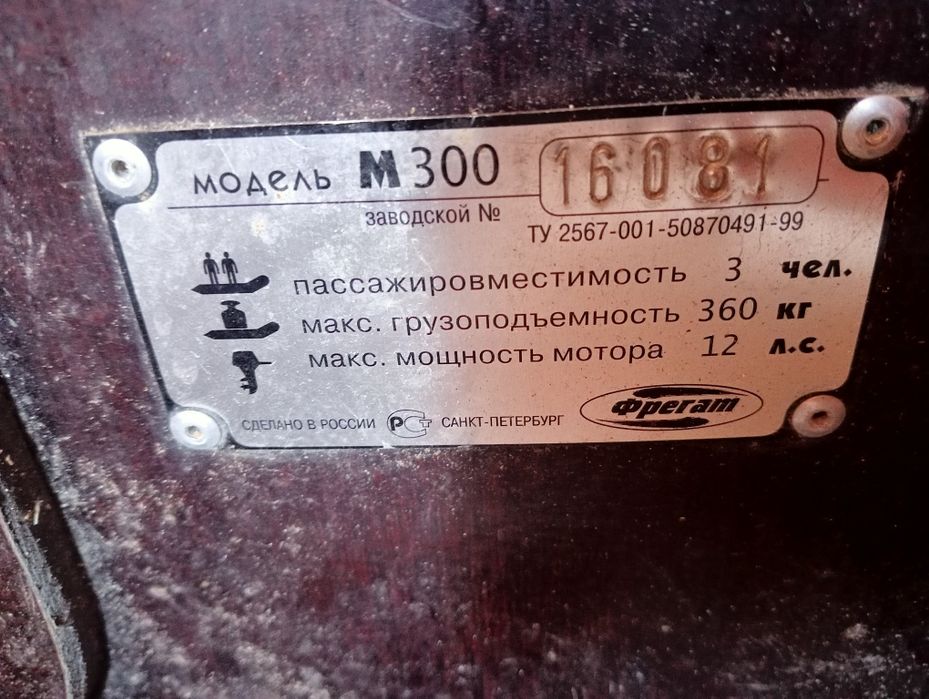 модель М300 16081
заводской №
ТУ 2567-001-50870491-99
пассажировместимость 3 чел.
макс. грузоподъемность 360 кг
макс. мощность мотора 12 л.с.
СДЕЛАНО В РОССИИ РСТ САНКТ-ПЕТЕРБУРГ Фрегат